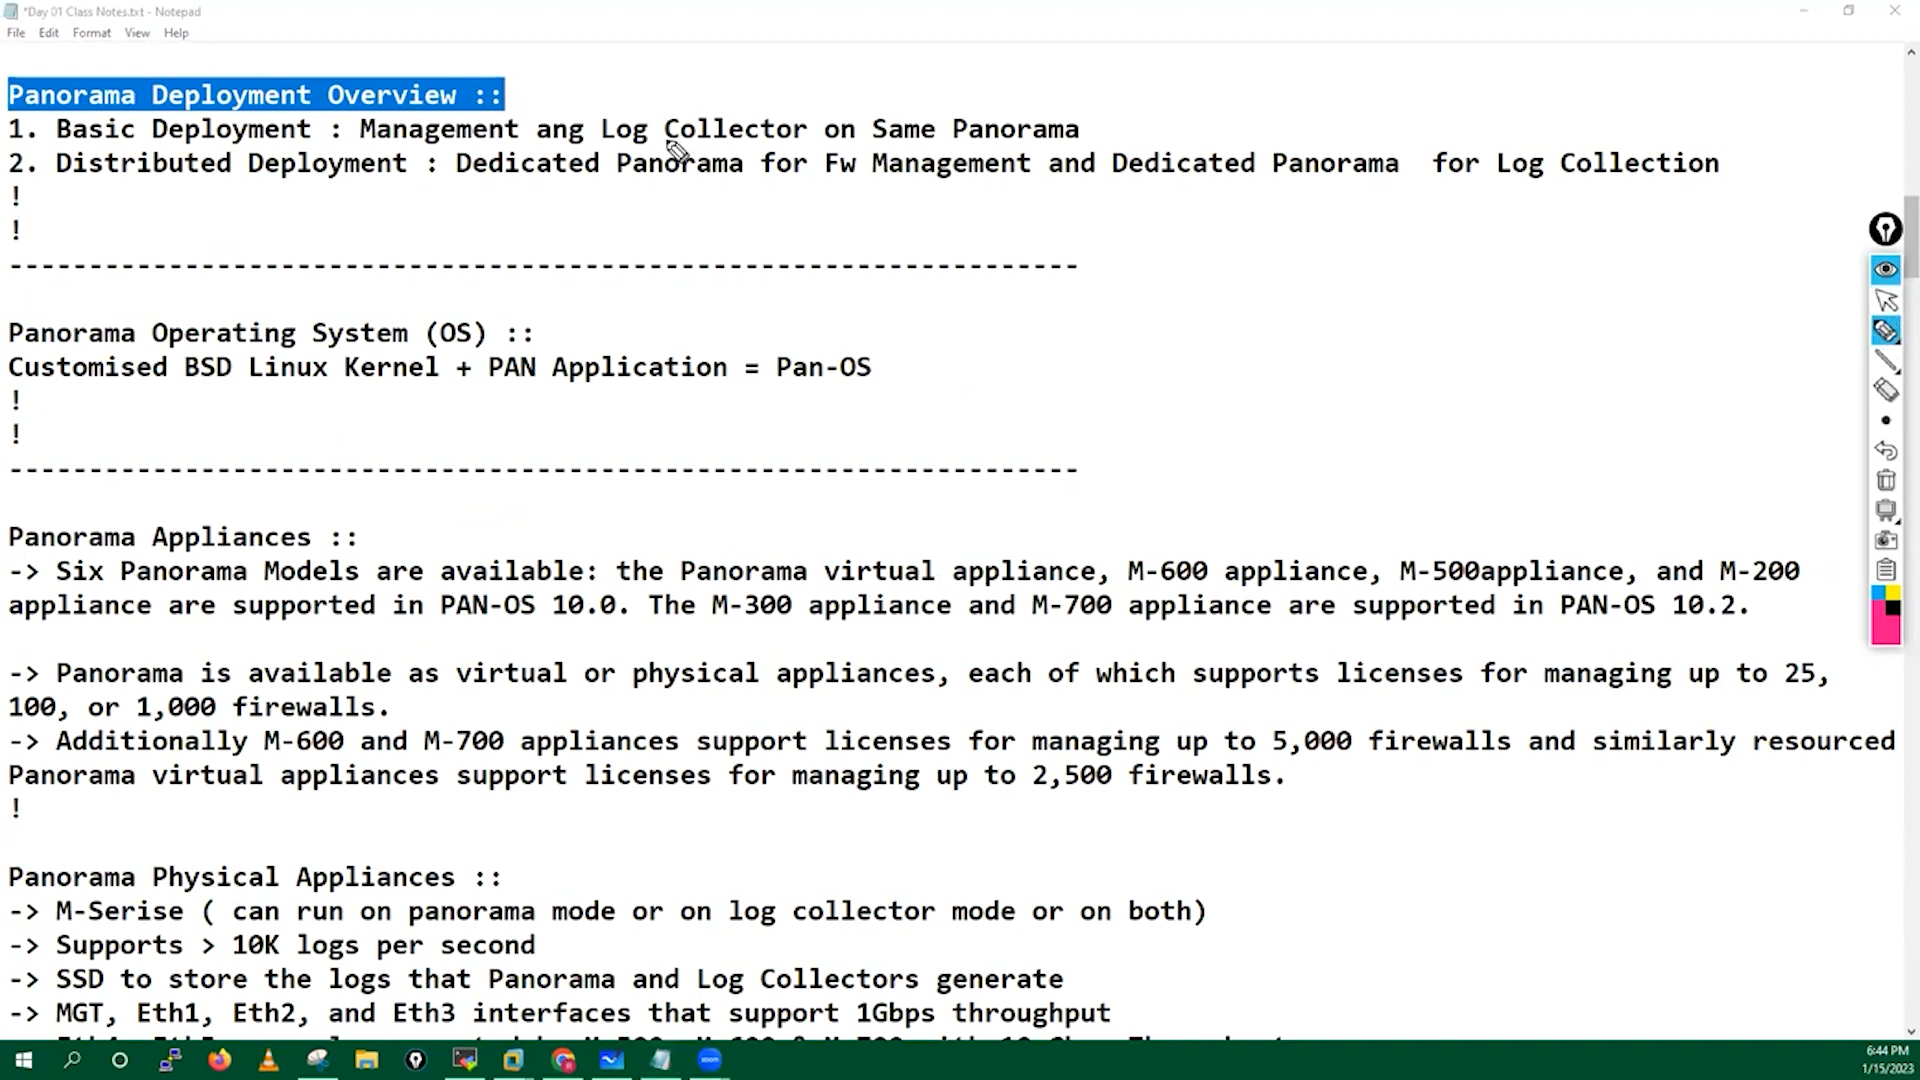 *Day 01 Class Notes.txt - Notepad
File Edit Format View Help
Panorama Deployment Overview ::
1. Basic Deployment : Management ang Log Collector on Same Panorama
2. Distributed Deployment : Dedicated Panorama for Fw Management and Dedicated Panorama  for Log Collection
!
!
-------------------------------------------------------------------
Panorama Operating System (OS) ::
Customised BSD Linux Kernel + PAN Application = Pan-OS
!
!
-------------------------------------------------------------------
Panorama Appliances ::
-> Six Panorama Models are available: the Panorama virtual appliance, M-600 appliance, M-500appliance, and M-200
appliance are supported in PAN-OS 10.0. The M-300 appliance and M-700 appliance are supported in PAN-OS 10.2.
-> Panorama is available as virtual or physical appliances, each of which supports licenses for managing up to 25,
100, or 1,000 firewalls.
-> Additionally M-600 and M-700 appliances support licenses for managing up to 5,000 firewalls and similarly resourced
Panorama virtual appliances support licenses for managing up to 2,500 firewalls.
!
Panorama Physical Appliances ::
-> M-Serise ( can run on panorama mode or on log collector mode or on both)
-> Supports > 10K logs per second
-> SSD to store the logs that Panorama and Log Collectors generate
-> MGT, Eth1, Eth2, and Eth3 interfaces that support 1Gbps throughput
zoom
6:44 PM
1/15/2023